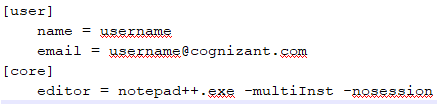 [user]
name = username
email = username@cognizant.com
[core]
editor = notepad++.exe -multiInst -nosession